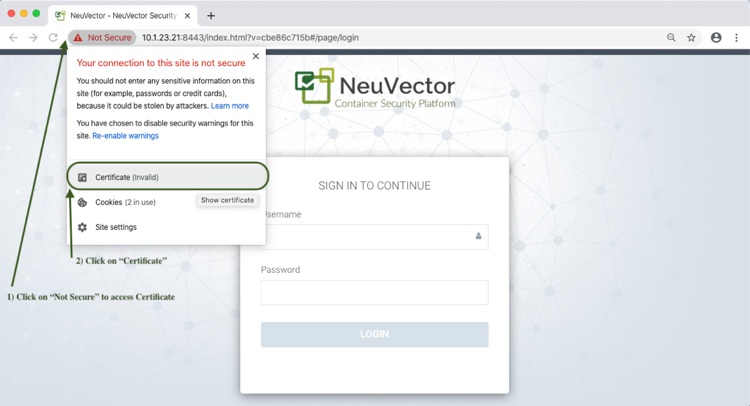 NeuVector - NeuVector Security
Not Secure
10.1.23.21:8443/index.html?v=cbe86c715b#/page/login
Your connection to this site is not secure
You should not enter any sensitive information on this
site (for example, passwords or credit cards),
because it could be stolen by attackers. Learn more
You have chosen to disable security warnings for this
site. Re-enable warnings
Certificate (Invalid)
Cookies (2 in use)
Show certificate
Site settings
2) Click on “Certificate”
1) Click on “Not Secure” to access Certificate
NeuVector
Container Security Platform
SIGN IN TO CONTINUE
sername
Password
LOGIN